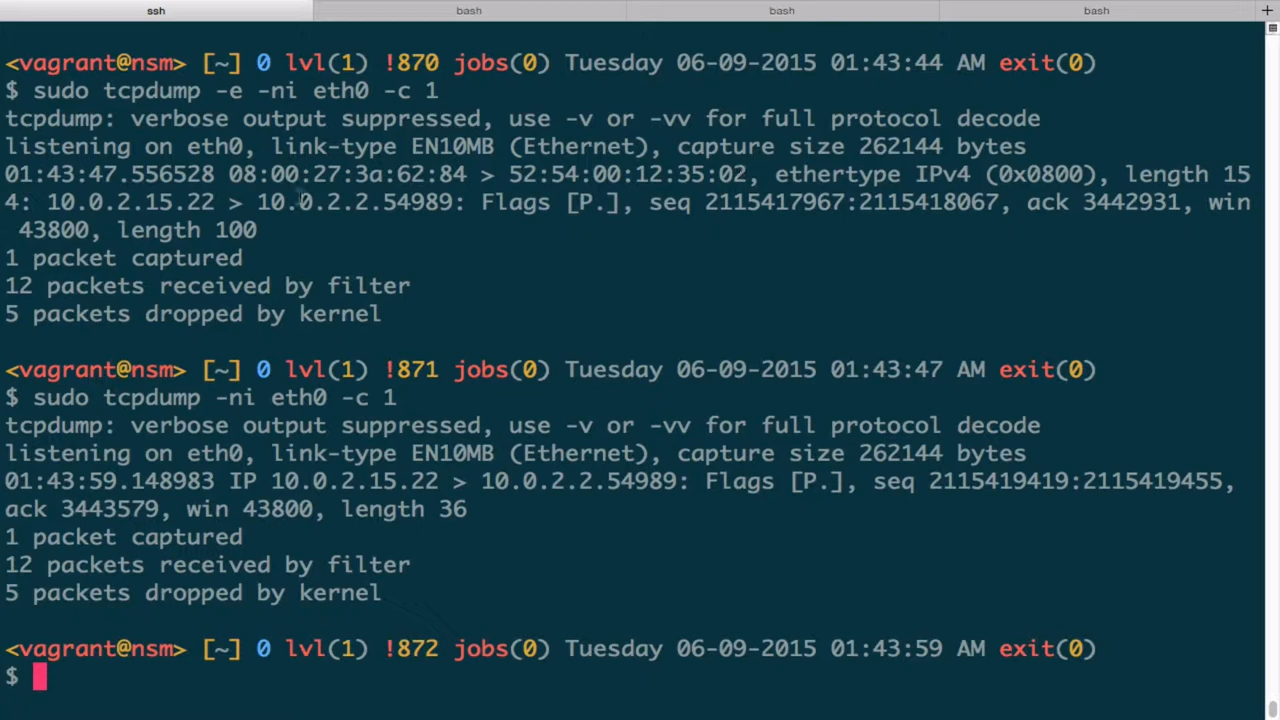 ssh bash bash bash +
<vagrant@nsm> [~] 0 lvl(1) !870 jobs(0) Tuesday 06-09-2015 01:43:44 AM exit(0)
$ sudo tcpdump -e -ni eth0 -c 1
tcpdump: verbose output suppressed, use -v or -vv for full protocol decode
listening on eth0, link-type EN10MB (Ethernet), capture size 262144 bytes
01:43:47.556528 08:00:27:3a:62:84 > 52:54:00:12:35:02, ethertype IPv4 (0x0800), length 15
4: 10.0.2.15.22 > 10.0.2.2.54989: Flags [P.], seq 2115417967:2115418067, ack 3442931, win
 43800, length 100
1 packet captured
12 packets received by filter
5 packets dropped by kernel
<vagrant@nsm> [~] 0 lvl(1) !871 jobs(0) Tuesday 06-09-2015 01:43:47 AM exit(0)
$ sudo tcpdump -ni eth0 -c 1
tcpdump: verbose output suppressed, use -v or -vv for full protocol decode
listening on eth0, link-type EN10MB (Ethernet), capture size 262144 bytes
01:43:59.148983 IP 10.0.2.15.22 > 10.0.2.2.54989: Flags [P.], seq 2115419419:2115419455,
ack 3443579, win 43800, length 36
1 packet captured
12 packets received by filter
5 packets dropped by kernel
<vagrant@nsm> [~] 0 lvl(1) !872 jobs(0) Tuesday 06-09-2015 01:43:59 AM exit(0)
$